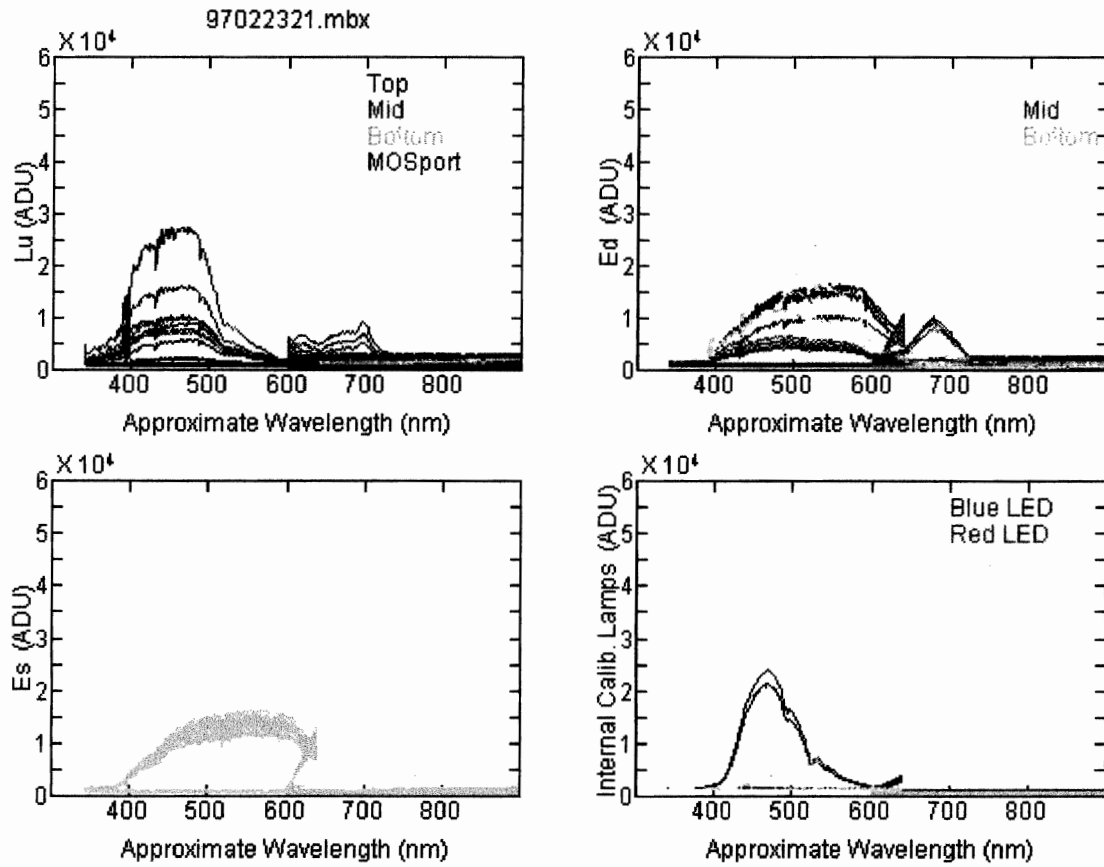 97022321.mbx
X 10⁴
6
5
4
3
2
1
0
Lu (ADU)
Top
Mid
Bottom
MOSport
400 500 600 700 800
Approximate Wavelength (nm)
X 10⁴
6
5
4
3
2
1
0
Ed (ADU)
Mid
Bottom
400 500 600 700 800
Approximate Wavelength (nm)
X 10⁴
6
5
4
3
2
1
0
Es (ADU)
400 500 600 700 800
Approximate Wavelength (nm)
X 10⁴
6
5
4
3
2
1
0
Internal Calib. Lamps (ADU)
Blue LED
Red LED
400 500 600 700 800
Approximate Wavelength (nm)